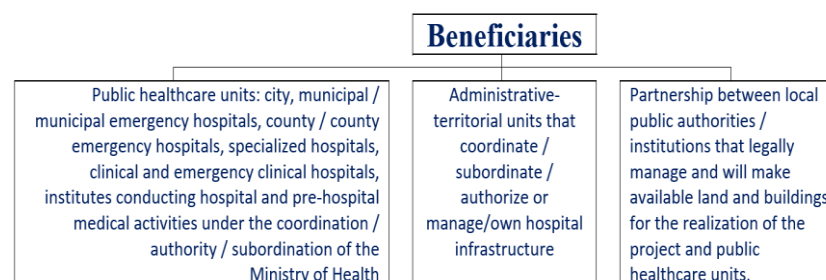 Beneficiaries
Public healthcare units: city, municipal /
municipal emergency hospitals, county / county
emergency hospitals, specialized hospitals,
clinical and emergency clinical hospitals,
institutes conducting hospital and pre-hospital
medical activities under the coordination /
authority / subordination of the
Ministry of Health
Administrative-
territorial units that
coordinate /
subordinate /
authorize or
manage/own hospital
infrastructure
Partnership between local
public authorities /
institutions that legally
manage and will make
available land and buildings
for the realization of the
project and public
healthcare units.